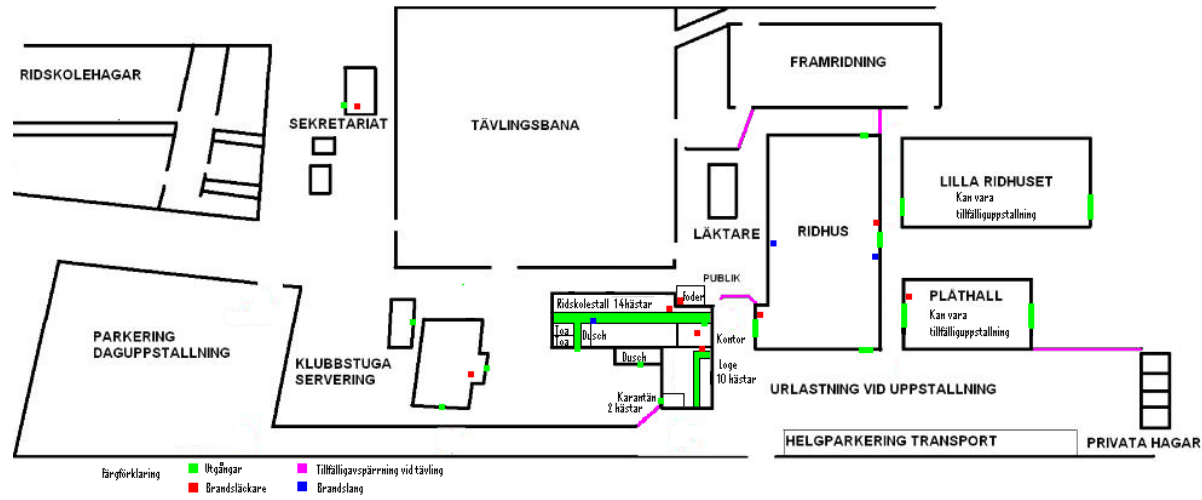 RIDSKOLEHAGAR
SEKRETARIAT
TÄVLINGSBANA
FRAMRIDNING
LILLA RIDHUSET
Kan vara
tillfälliguppstallning
LÄKTARE
RIDHUS
PUBLIK
PLÅTHALL
Kan vara
tillfälliguppstallning
Ridskolestall 14hästar
Foder
Toa
Toa
Dusch
Kontor
Dusch
Loge
10 hästar
Karantän
2 hästar
PARKERING
DAGUPPSTALLNING
KLUBBSTUGA
SERVERING
URLASTNING VID UPPSTALLNING
HELGPARKERING TRANSPORT
PRIVATA HAGAR
färgförklaring
Utgångar
Tillfälligavspärrning vid tävling
Brandsläckare
Brandslang